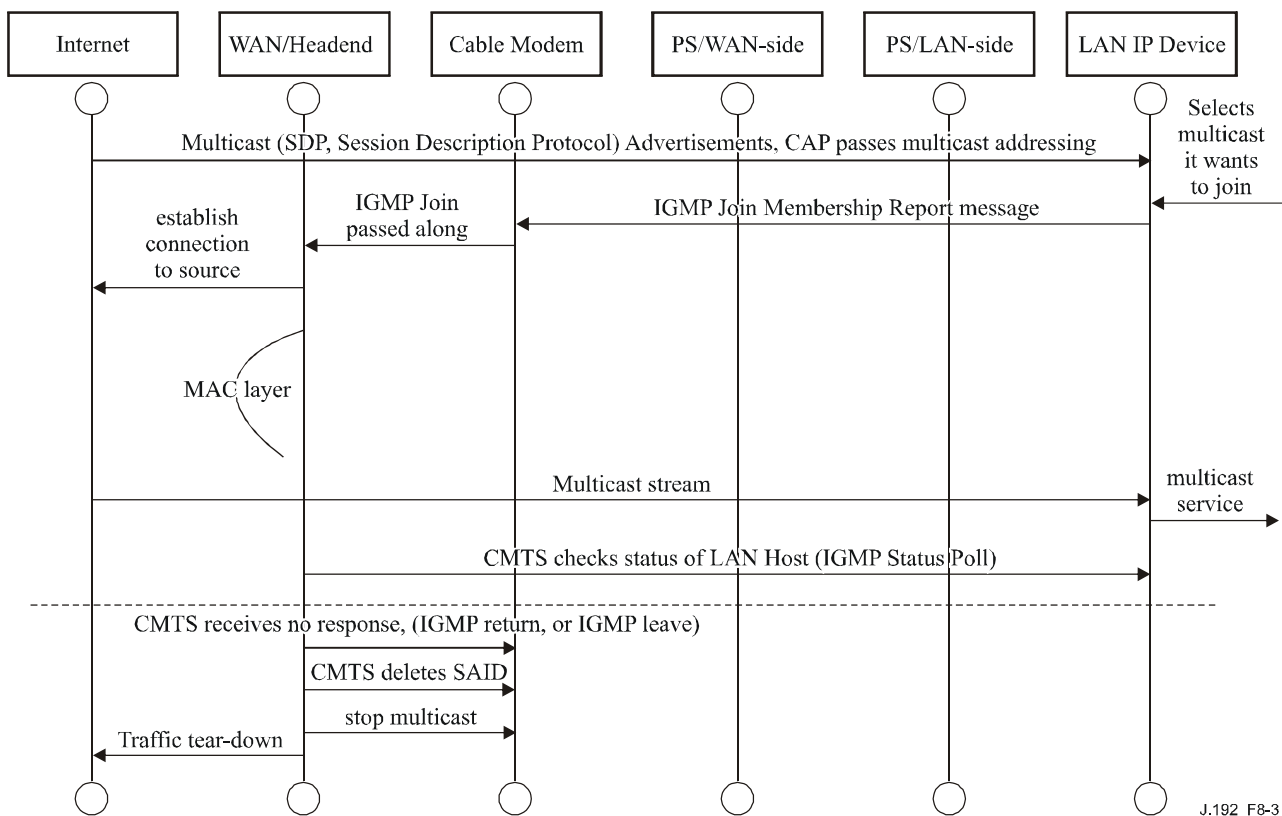 Internet
WAN/Headend
Cable Modem
PS/WAN-side
PS/LAN-side
LAN IP Device
Multicast (SDP, Session Description Protocol) Advertisements, CAP passes multicast addressing
Selects
multicast
it wants
to join
IGMP Join Membership Report message
IGMP Join
passed along
establish
connection
to source
MAC layer
Multicast stream
multicast
service
CMTS checks status of LAN Host (IGMP Status Poll)
CMTS receives no response, (IGMP return, or IGMP leave)
CMTS deletes SAID
stop multicast
Traffic tear-down
J.192_F8-3